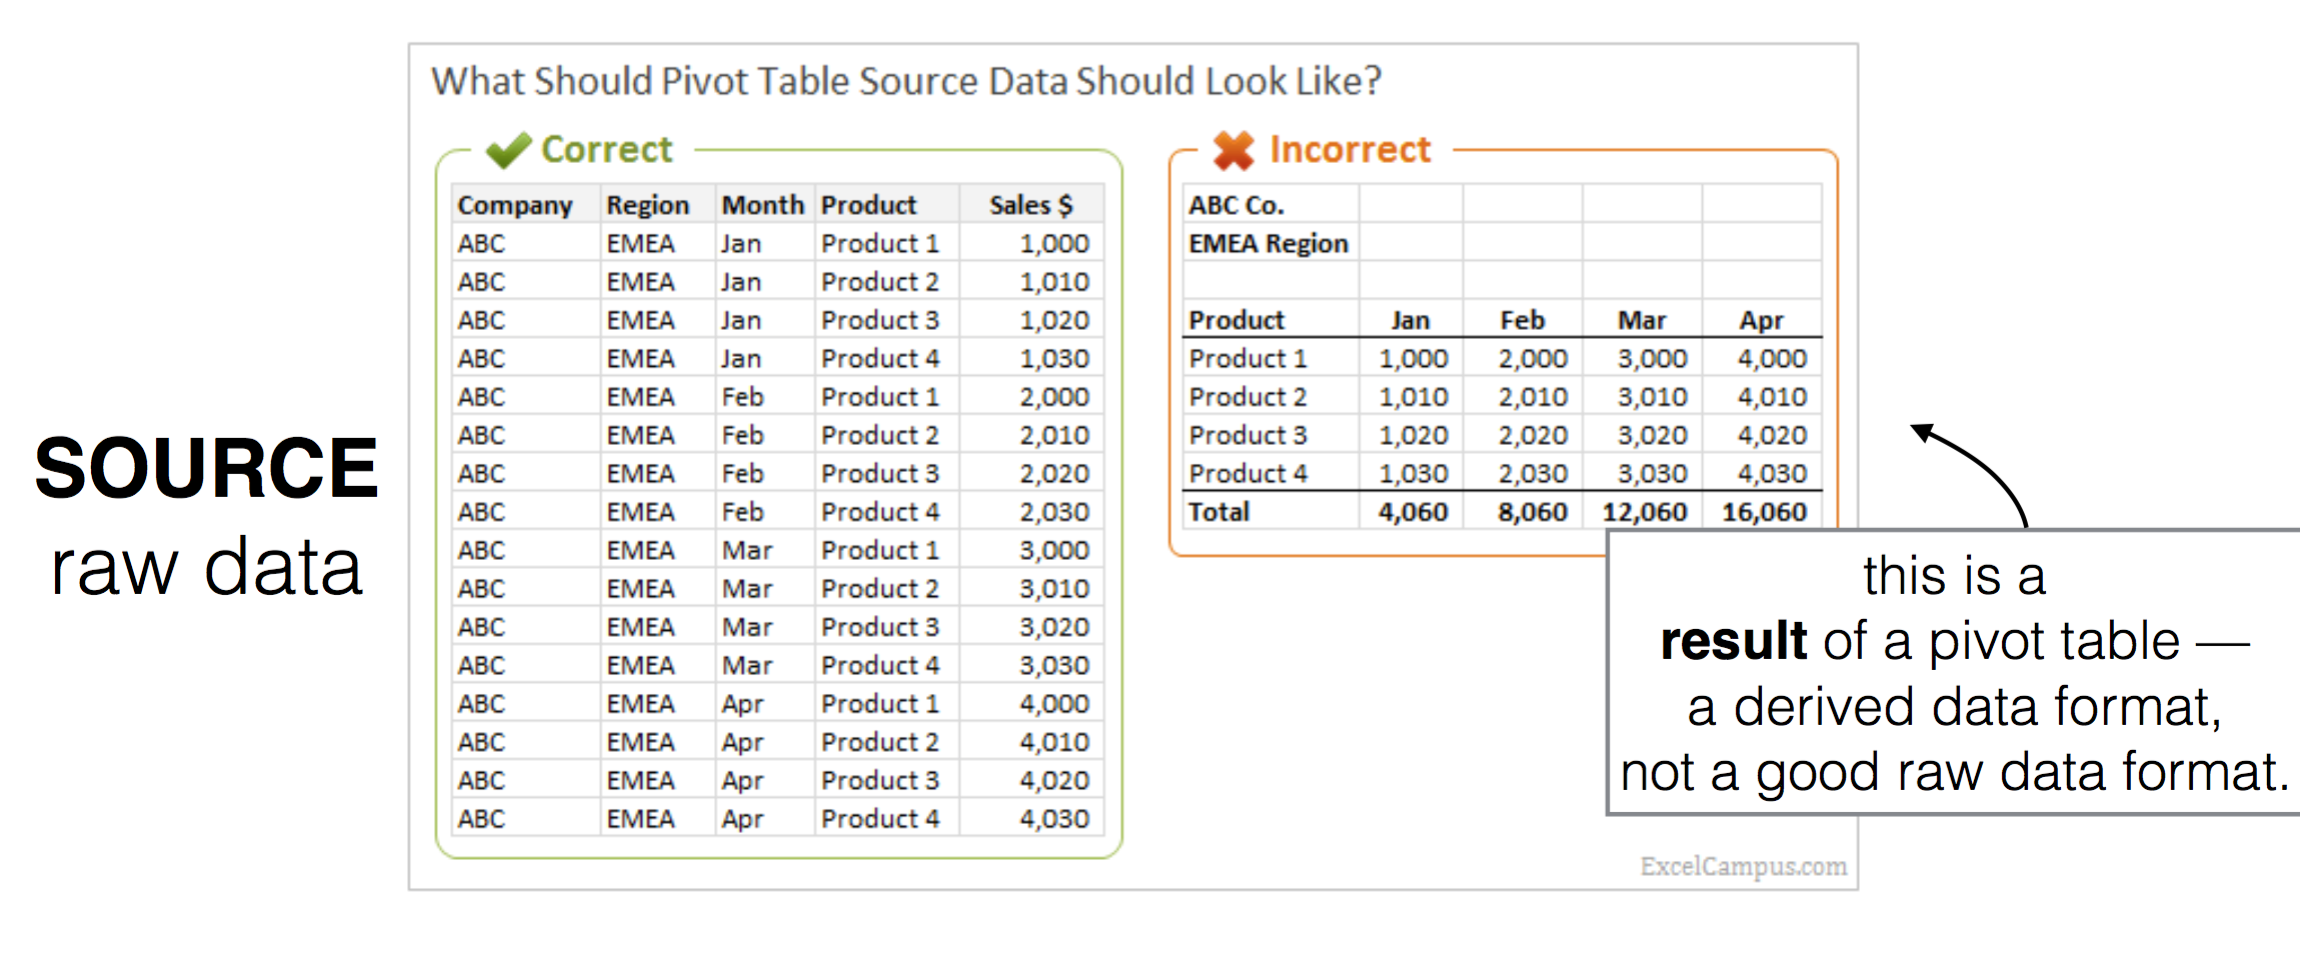 What Should Pivot Table Source Data Should Look Like?
Correct
Company Region Month Product Sales $
ABC EMEA Jan Product 1 1,000
ABC EMEA Jan Product 2 1,010
ABC EMEA Jan Product 3 1,020
ABC EMEA Jan Product 4 1,030
ABC EMEA Feb Product 1 2,000
ABC EMEA Feb Product 2 2,010
ABC EMEA Feb Product 3 2,020
ABC EMEA Feb Product 4 2,030
ABC EMEA Mar Product 1 3,000
ABC EMEA Mar Product 2 3,010
ABC EMEA Mar Product 3 3,020
ABC EMEA Mar Product 4 3,030
ABC EMEA Apr Product 1 4,000
ABC EMEA Apr Product 2 4,010
ABC EMEA Apr Product 3 4,020
ABC EMEA Apr Product 4 4,030
Incorrect
ABC Co.
EMEA Region
Product Jan Feb Mar Apr
Product 1 1,000 2,000 3,000 4,000
Product 2 1,010 2,010 3,010 4,010
Product 3 1,020 2,020 3,020 4,020
Product 4 1,030 2,030 3,030 4,030
Total 4,060 8,060 12,060 16,060
SOURCE
raw data
this is a
result of a pivot table —
a derived data format,
not a good raw data format.
ExcelCampus.com